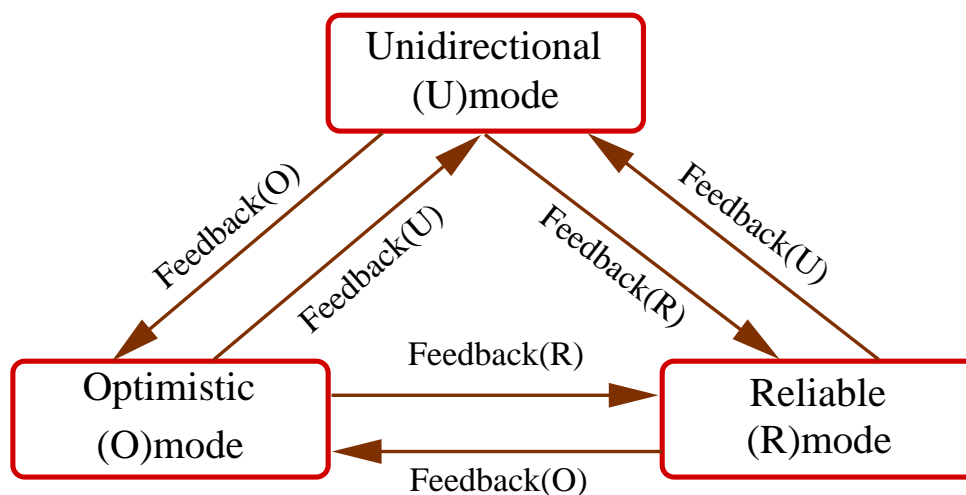 Unidirectional
(U)mode
Feedback(O)
Feedback(U)
Feedback(R)
Feedback(U)
Feedback(R)
Optimistic
(O)mode
Reliable
(R)mode
Feedback(O)